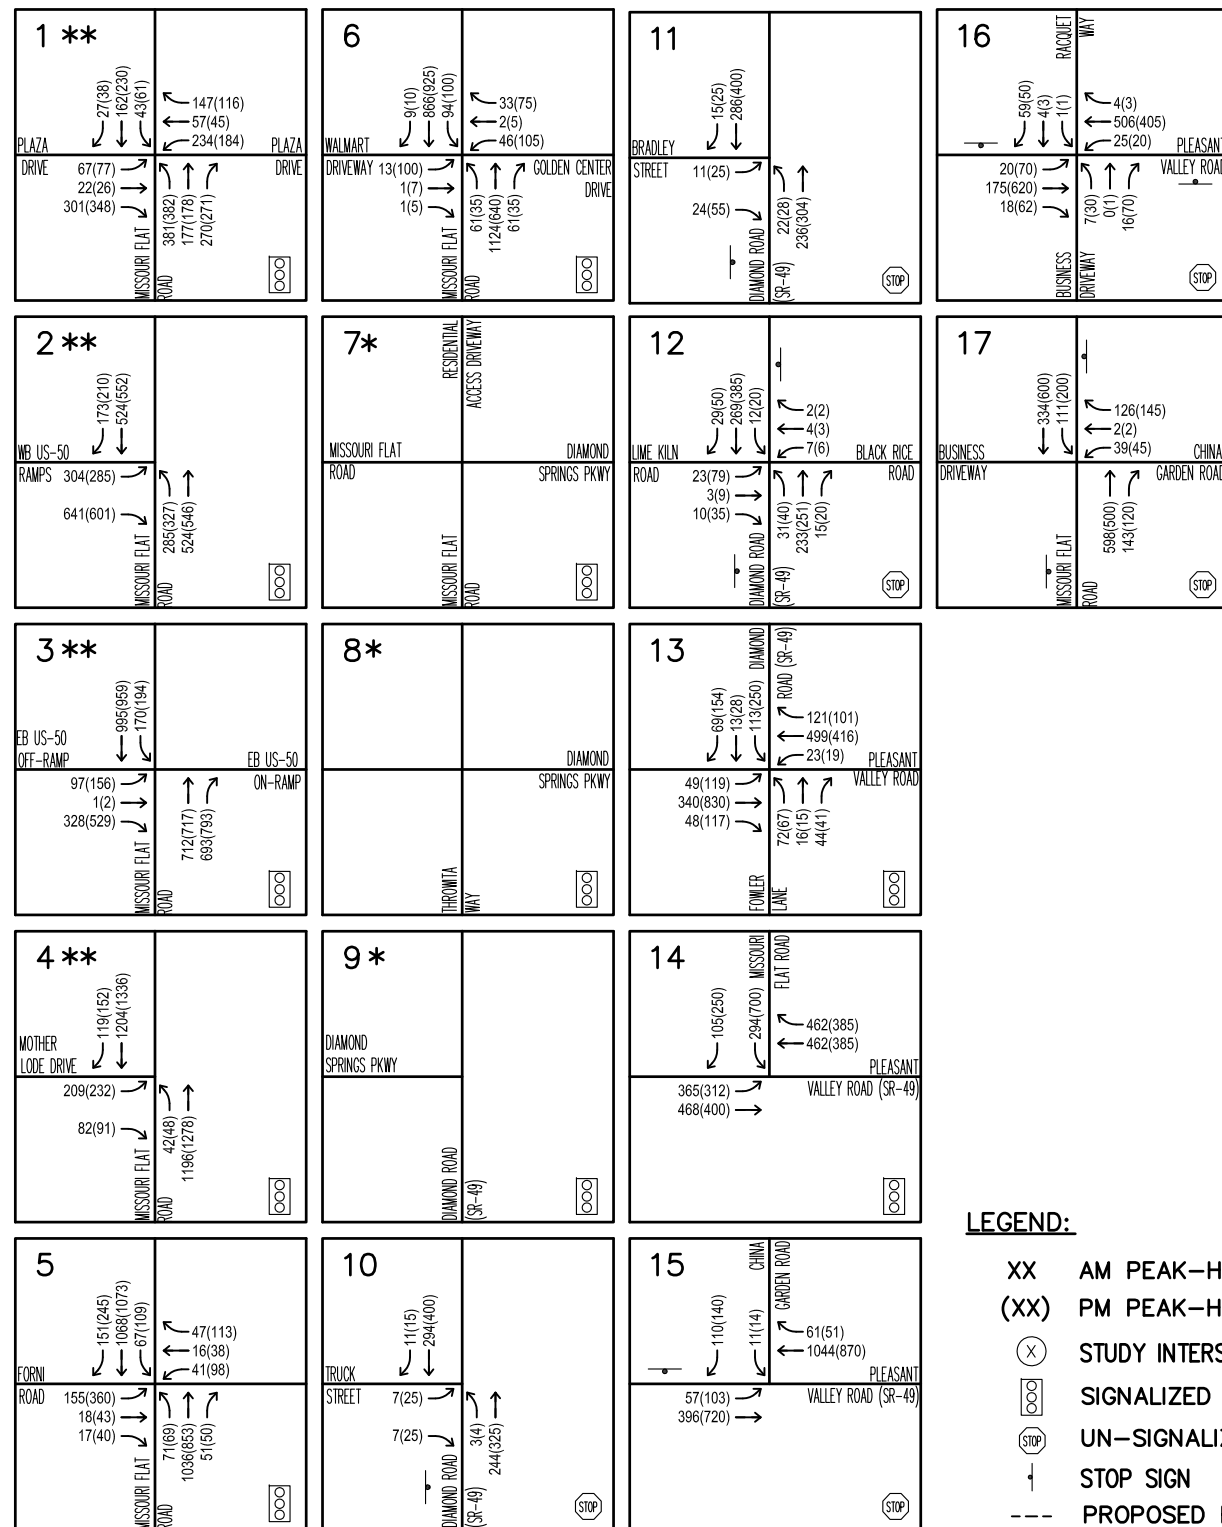 1 **
27(38)
162(230)
43(61)
147(116)
57(45)
234(184)
PLAZA
DRIVE
PLAZA
DRIVE
67(77)
22(26)
301(348)
381(382)
177(178)
270(271)
MISSOURI FLAT
ROAD
6
9(10)
866(925)
94(100)
33(75)
2(5)
46(105)
WALMART
DRIVEWAY
GOLDEN CENTER
DRIVE
13(100)
1(7)
1(5)
61(35)
1124(640)
61(35)
MISSOURI FLAT
ROAD
11
15(25)
286(400)
BRADLEY
STREET
11(25)
24(55)
22(28)
236(304)
DIAMOND ROAD
(SR-49)
STOP
16
RACQUET
WAY
59(50)
4(3)
1(1)
4(3)
506(405)
25(20)
PLEASANT
VALLEY ROAD
20(70)
175(620)
18(62)
7(30)
0(1)
16(70)
BUSINESS
DRIVEWAY
STOP
2 **
173(210)
524(552)
WB US-50
RAMPS
304(285)
641(601)
285(327)
524(546)
MISSOURI FLAT
ROAD
7*
RESIDENTIAL
ACCESS DRIVEWAY
MISSOURI FLAT
ROAD
DIAMOND
SPRINGS PKWY
MISSOURI FLAT
ROAD
12
29(50)
269(385)
12(20)
2(2)
4(3)
7(6)
LIME KILN
ROAD
BLACK RICE
ROAD
23(79)
3(9)
10(35)
31(40)
233(251)
15(20)
DIAMOND ROAD
(SR-49)
STOP
17
334(600)
111(200)
126(145)
2(2)
39(45)
BUSINESS
DRIVEWAY
CHINA
GARDEN ROAD
598(500)
143(120)
MISSOURI FLAT
ROAD
STOP
3 **
995(959)
170(194)
EB US-50
OFF-RAMP
EB US-50
ON-RAMP
97(156)
1(2)
328(529)
712(717)
693(793)
MISSOURI FLAT
ROAD
8*
DIAMOND
SPRINGS PKWY
THROWITA
WAY
13
DIAMOND
ROAD (SR-49)
69(154)
13(28)
113(250)
121(101)
499(416)
23(19)
PLEASANT
VALLEY ROAD
49(119)
340(830)
48(117)
72(67)
16(15)
44(41)
FOWLER
LANE
4 **
119(152)
1204(1336)
MOTHER
LODE DRIVE
209(232)
82(91)
42(48)
1196(1278)
MISSOURI FLAT
ROAD
9*
DIAMOND
SPRINGS PKWY
DIAMOND ROAD
(SR-49)
14
MISSOURI
FLAT ROAD
105(250)
294(700)
462(385)
462(385)
PLEASANT
VALLEY ROAD (SR-49)
365(312)
468(400)
5
151(245)
1068(1073)
67(109)
47(113)
16(38)
41(98)
FORNI
ROAD
155(360)
18(43)
17(40)
71(69)
1036(853)
51(50)
MISSOURI FLAT
ROAD
10
11(15)
294(400)
TRUCK
STREET
7(25)
7(25)
3(4)
244(325)
DIAMOND ROAD
(SR-49)
STOP
15
CHINA
GARDEN ROAD
110(140)
11(14)
61(51)
1044(870)
PLEASANT
VALLEY ROAD (SR-49)
57(103)
396(720)
STOP
LEGEND:
XX AM PEAK-H
(XX) PM PEAK-H
X STUDY INTERS
SIGNALIZED
STOP UN-SIGNALI
STOP SIGN
--- PROPOSED